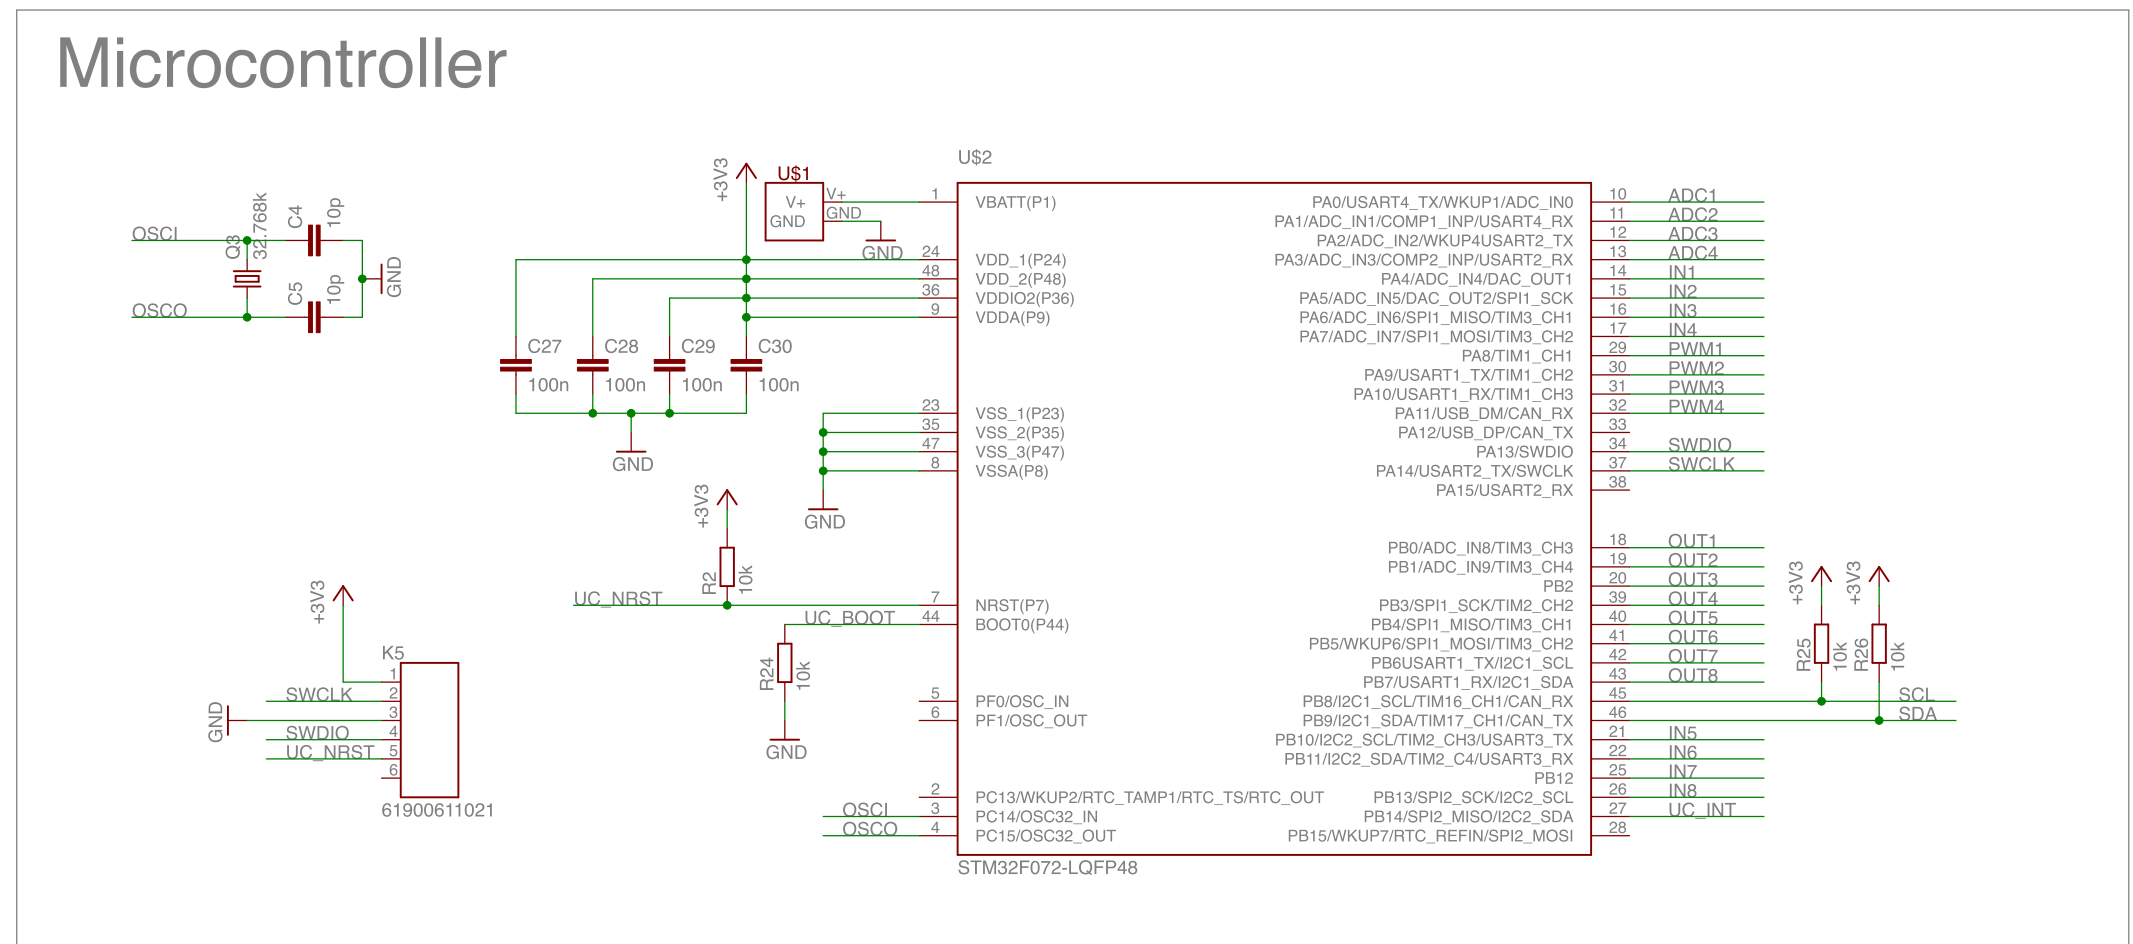 Microcontroller
OSCI
Q3
32.768k
C4
10p
OSCO
C5
10p
GND
+3V3
U$1
V+
GND
V+
GND
GND
C27
100n
C28
100n
C29
100n
C30
100n
GND
GND
+3V3
R2
10k
UC_NRST
UC_BOOT
R24
10k
GND
+3V3
K5
1
SWCLK 2
GND 3
SWDIO 4
UC_NRST 5
6
61900611021
U$2
1 VBATT(P1)
24 VDD_1(P24)
48 VDD_2(P48)
36 VDDIO2(P36)
9 VDDA(P9)
23 VSS_1(P23)
35 VSS_2(P35)
47 VSS_3(P47)
8 VSSA(P8)
7 NRST(P7)
44 BOOT0(P44)
5 PF0/OSC_IN
6 PF1/OSC_OUT
2 PC13/WKUP2/RTC_TAMP1/RTC_TS/RTC_OUT
OSCI 3 PC14/OSC32_IN
OSCO 4 PC15/OSC32_OUT
PA0/USART4_TX/WKUP1/ADC_IN0 10 ADC1
PA1/ADC_IN1/COMP1_INP/USART4_RX 11 ADC2
PA2/ADC_IN2/WKUP4USART2_TX 12 ADC3
PA3/ADC_IN3/COMP2_INP/USART2_RX 13 ADC4
PA4/ADC_IN4/DAC_OUT1 14 IN1
PA5/ADC_IN5/DAC_OUT2/SPI1_SCK 15 IN2
PA6/ADC_IN6/SPI1_MISO/TIM3_CH1 16 IN3
PA7/ADC_IN7/SPI1_MOSI/TIM3_CH2 17 IN4
PA8/TIM1_CH1 29 PWM1
PA9/USART1_TX/TIM1_CH2 30 PWM2
PA10/USART1_RX/TIM1_CH3 31 PWM3
PA11/USB_DM/CAN_RX 32 PWM4
PA12/USB_DP/CAN_TX 33
PA13/SWDIO 34 SWDIO
PA14/USART2_TX/SWCLK 37 SWCLK
PA15/USART2_RX 38
PB0/ADC_IN8/TIM3_CH3 18 OUT1
PB1/ADC_IN9/TIM3_CH4 19 OUT2
PB2 20 OUT3
PB3/SPI1_SCK/TIM2_CH2 39 OUT4
PB4/SPI1_MISO/TIM3_CH1 40 OUT5
PB5/WKUP6/SPI1_MOSI/TIM3_CH2 41 OUT6
PB6USART1_TX/I2C1_SCL 42 OUT7
PB7/USART1_RX/I2C1_SDA 43 OUT8
PB8/I2C1_SCL/TIM16_CH1/CAN_RX 45 SCL
PB9/I2C1_SDA/TIM17_CH1/CAN_TX 46 SDA
PB10/I2C2_SCL/TIM2_CH3/USART3_TX 21 IN5
PB11/I2C2_SDA/TIM2_C4/USART3_RX 22 IN6
PB12 25 IN7
PB13/SPI2_SCK/I2C2_SCL 26 IN8
PB14/SPI2_MISO/I2C2_SDA 27 UC_INT
PB15/WKUP7/RTC_REFIN/SPI2_MOSI 28
STM32F072-LQFP48
+3V3
R25
10k
+3V3
R26
10k